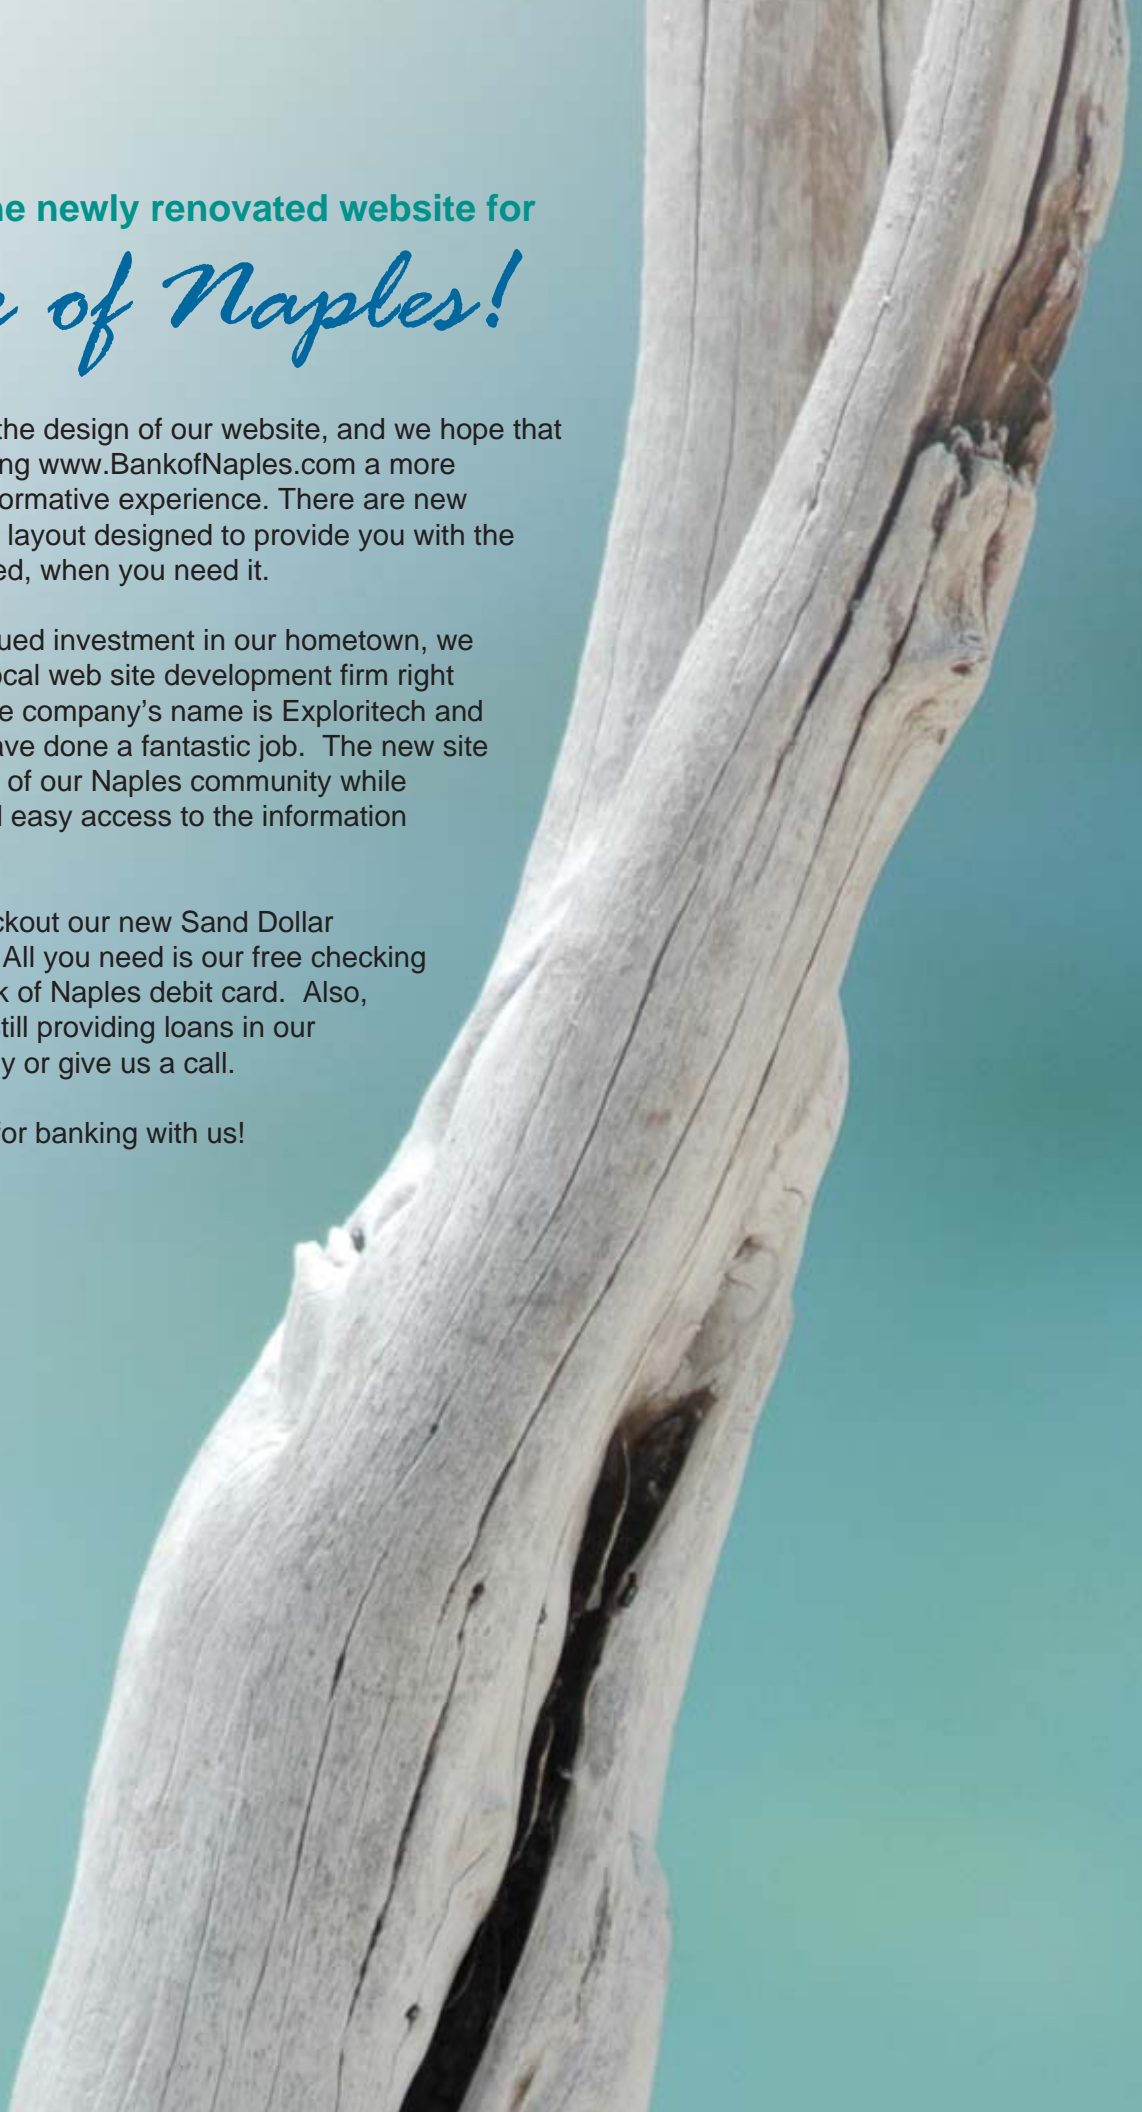 he newly renovated website for
of Naples!
the design of our website, and we hope that
ng www.BankofNaples.com a more
ormative experience. There are new
layout designed to provide you with the
ed, when you need it.
ued investment in our hometown, we
ocal web site development firm right
e company’s name is Exploritech and
ave done a fantastic job.  The new site
of our Naples community while
easy access to the information
ckout our new Sand Dollar
All you need is our free checking
k of Naples debit card.  Also,
till providing loans in our
y or give us a call.
for banking with us!